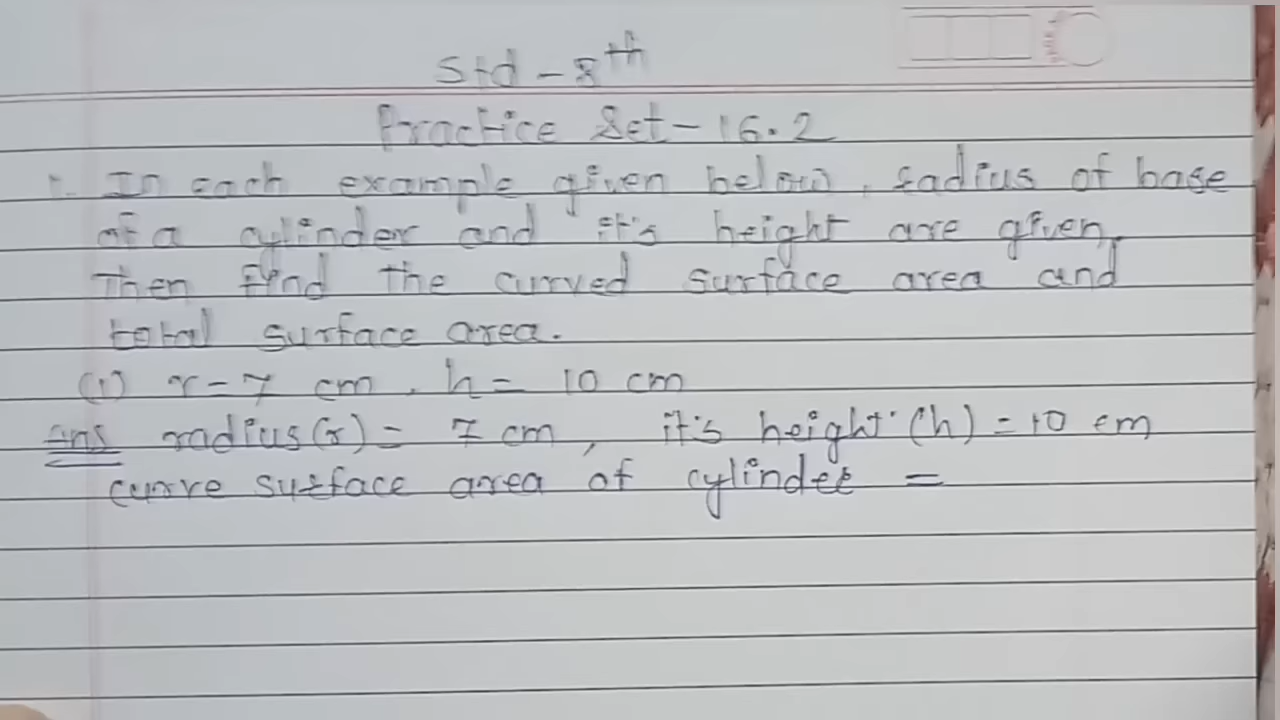 Std - 8th
Practice Set - 16.2
1. In each example given below, radius of base
of a cylinder and it's height are given.
Then find the curved surface area and
total surface area.
(1) r = 7 cm, h = 10 cm
Ans radius (r) = 7 cm, it's height (h) = 10 cm
curve surface area of cylinder =